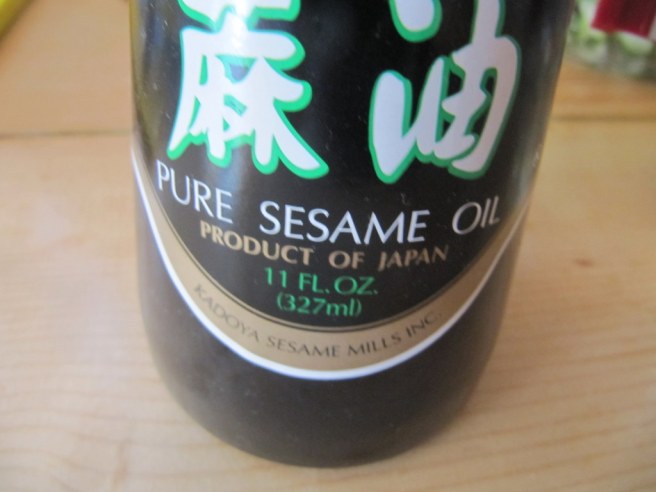 麻油
PURE SESAME OIL
PRODUCT OF JAPAN
11 FL. OZ.
(327ml)
KADOYA SESAME MILLS INC.